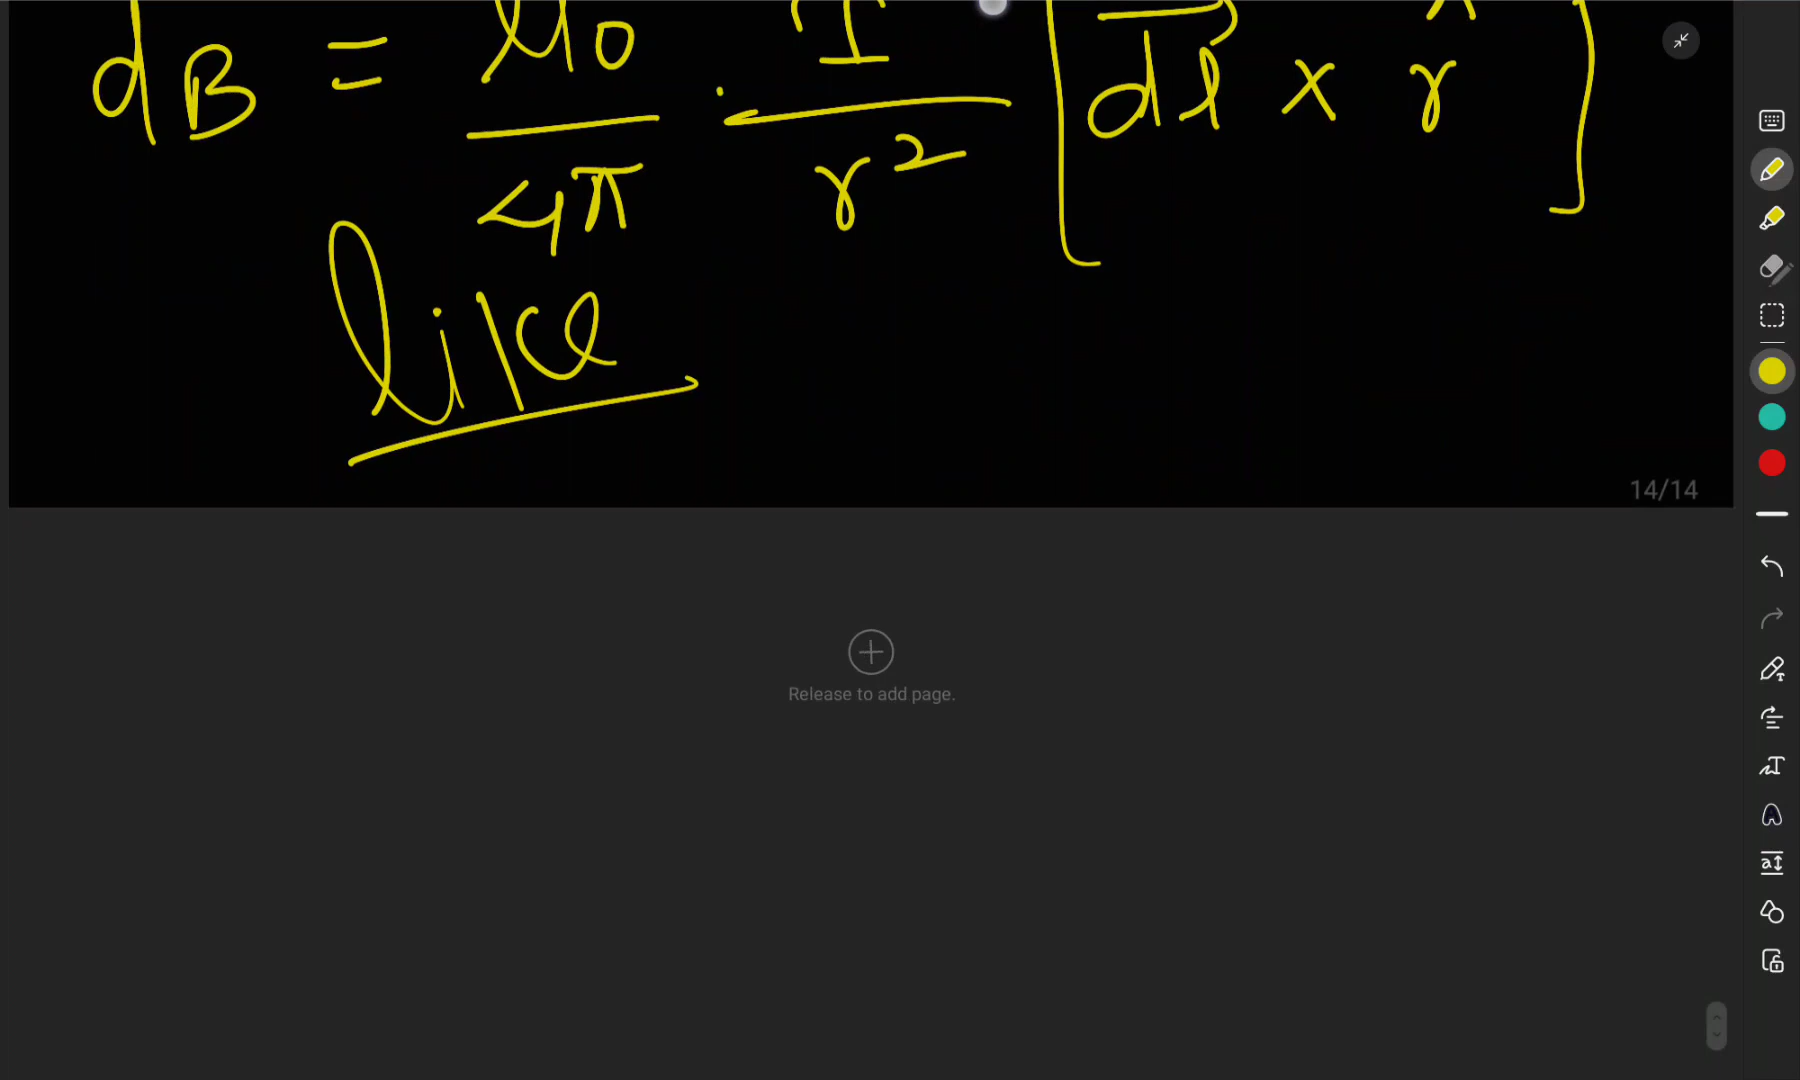 dB = μ0/4π · I/r² [dl⃗ × r̂]
like
14/14
Release to add page.